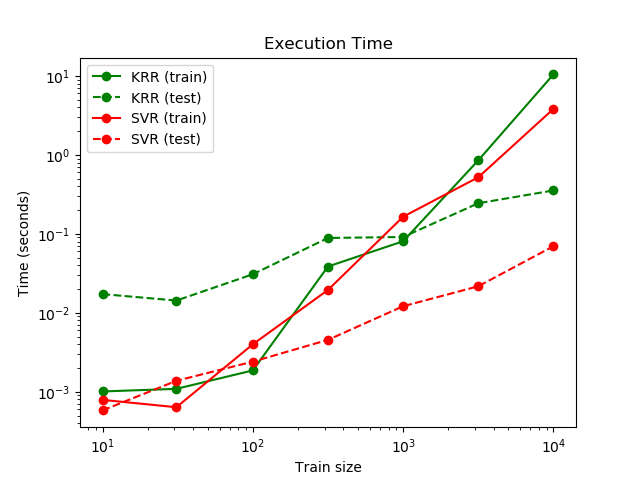 Execution Time
KRR (train)
KRR (test)
SVR (train)
SVR (test)
10¹
10⁰
10⁻¹
10⁻²
10⁻³
Time (seconds)
10¹ 10² 10³ 10⁴
Train size